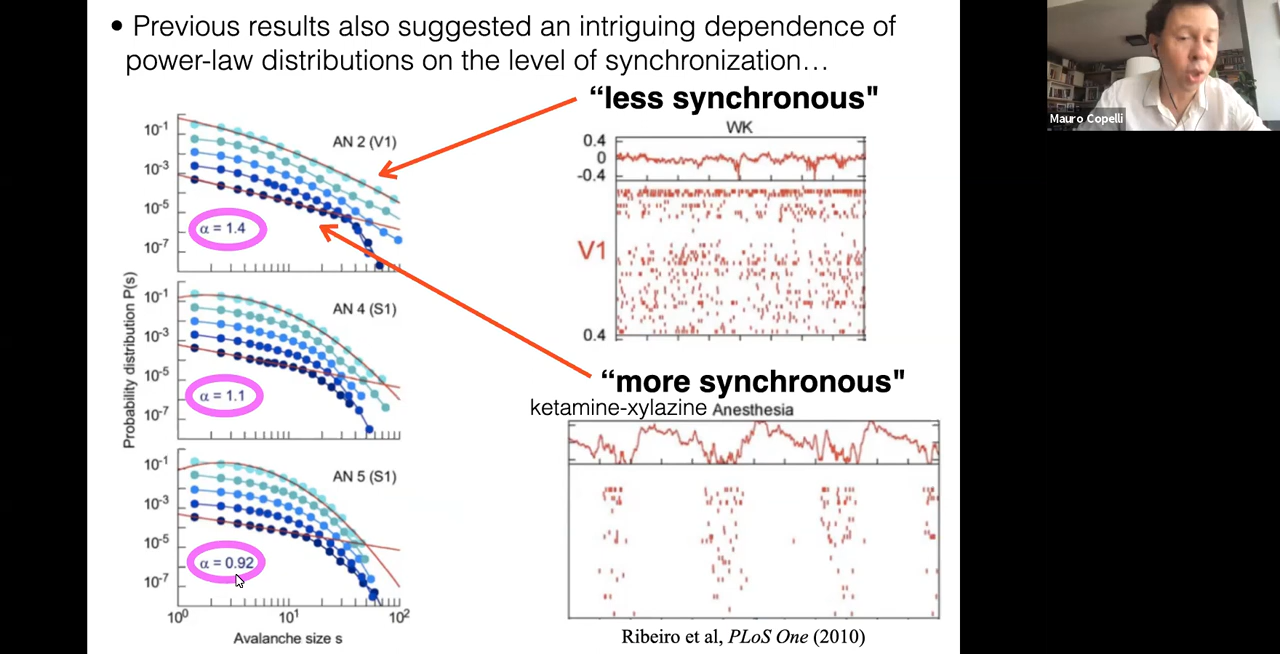 • Previous results also suggested an intriguing dependence of
power-law distributions on the level of synchronization…
Mauro Copelli
“less synchronous"
WK
0.4
0
-0.4
V1
0.4
“more synchronous"
ketamine-xylazine Anesthesia
Ribeiro et al, PLoS One (2010)
Probability distribution P(s)
10⁻¹
10⁻³
10⁻⁵
10⁻⁷
AN 2 (V1)
α = 1.4
10⁻¹
10⁻³
10⁻⁵
10⁻⁷
AN 4 (S1)
α = 1.1
10⁻¹
10⁻³
10⁻⁵
10⁻⁷
AN 5 (S1)
α = 0.92
10⁰ 10¹ 10²
Avalanche size s